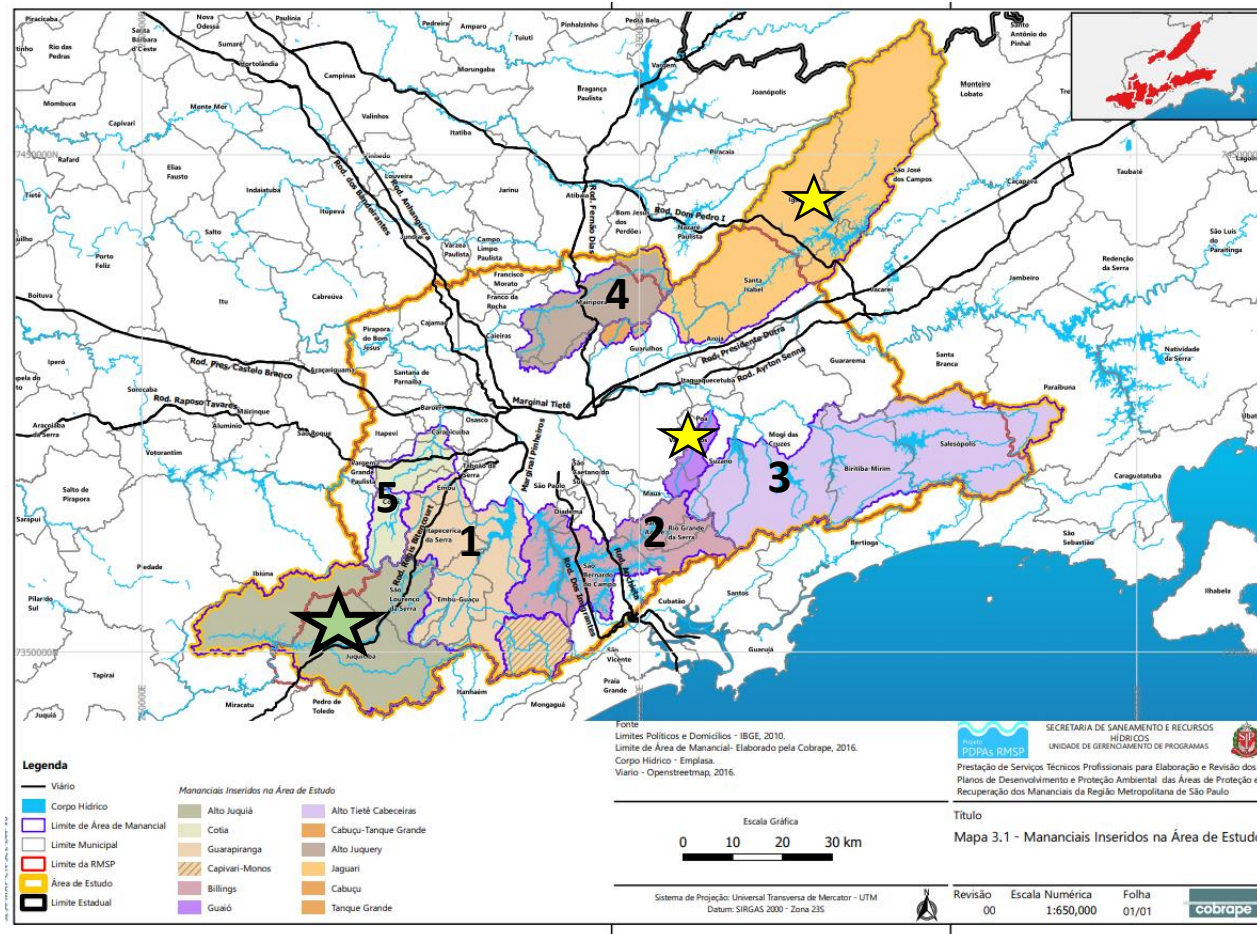 Piracicaba
Nova
Odessa
Paulínia
Pedreira
Amparo
Pinhalzinho
Pedra Bela
Santo
Antônio do
Pinhal
Rio das
Pedras
Santa
Bárbara
d'Oeste
Sumaré
Hortolândia
Tuiuti
Morungaba
Vargem
Joanópolis
Monteiro
Lobato
Campinas
Bragança
Paulista
Mombuca
Capivari
Monte Mor
Valinhos
Itatiba
Piracaia
Rafard
Elias
Fausto
Vinhedo
Louveira
São José
dos Campos
Caçapava
Taubaté
Tietê
Indaiatuba
Itupeva
Jarinu
Atibaia
Bom Jesus
dos
Perdões
Nazaré
Paulista
Rod. Dom Pedro I
Rod. dos Bandeirantes
Rod. Anhanguera
Rod. Fernão Dias
Salto
Porto
Feliz
Várzea
Paulista
Campo
Limpo
Paulista
São Luís
do
Paraitinga
Redenção
da Serra
Boituva
Itu
Cabreúva
Francisco
Morato
Franco da
Rocha
4
Mairiporã
Santa
Isabel
Jacareí
Jambeiro
Pirapora
do Bom
Jesus
Cajamar
Caieiras
Guarulhos
Arujá
Rod. Presidente Dutra
Rod. Ayrton Senna
Guararema
Santa
Branca
Natividade
da Serra
Iperó
Rod. Pres. Castelo Branco
Araçariguama
Santana de
Parnaíba
Itaquaquecetuba
Paraibuna
Sorocaba
Rod. Raposo Tavares
Mairinque
Alumínio
São Roque
Itapevi
Barueri
Carapicuíba
Osasco
Marginal Tietê
Marginal Pinheiros
Poá
Suzano
Mogi das
Cruzes
Araçoiaba
da Serra
Votorantim
Vargem
Grande
Paulista
Embu
Taboão da
Serra
São Paulo
São
Caetano do
Sul
Mauá
3
Biritiba-Mirim
Salesópolis
Caraguatatuba
Salto de
Pirapora
5
1
Itapecerica
da Serra
Diadema
2
Rio Grande
da Serra
Sarapuí
Piedade
Ibiúna
Rod. Régis Bitencourt
São
Lourenço
da Serra
Embu-Guaçu
São
Bernardo
do Campo
Rod. Dos Imigrantes
Rod. Anchieta
Cubatão
Santos
Bertioga
São
Sebastião
Ilhabela
Pilar do
Sul
Juquitiba
São
Vicente
Guarujá
7350000N
Tapiraí
Juquiá
Miracatu
Pedro de
Toledo
Itanhaém
Mongaguá
Praia
Grande
Legenda
Viário
Corpo Hídrico
Limite de Área de Manancial
Limite Municipal
Limite da RMSP
Área de Estudo
Limite Estadual
Mananciais Inseridos na Área de Estudo
Alto Juquiá
Cotia
Guarapiranga
Capivari-Monos
Billings
Guaió
Alto Tietê Cabeceiras
Cabuçu-Tanque Grande
Alto Juquery
Jaguari
Cabuçu
Tanque Grande
Fonte
Limites Políticos e Domicílios - IBGE, 2010.
Limite de Área de Manancial- Elaborado pela Cobrape, 2016.
Corpo Hídrico - Emplasa.
Viario - Openstreetmap, 2016.
Escala Gráfica
0 10 20 30 km
Sistema de Projeção: Universal Transversa de Mercator - UTM
Datum: SIRGAS 2000 - Zona 23S
N
Projeto
PDPAs RMSP
SECRETARIA DE SANEAMENTO E RECURSOS
HÍDRICOS
UNIDADE DE GERENCIAMENTO DE PROGRAMAS
Prestação de Serviços Técnicos Profissionais para Elaboração e Revisão dos
Planos de Desenvolvimento e Proteção Ambiental das Áreas de Proteção e
Recuperação dos Mananciais da Região Metropolitana de São Paulo
Título
Mapa 3.1 - Mananciais Inseridos na Área de Estudo
Revisão Escala Numérica Folha
00 1:650,000 01/01
cobrape